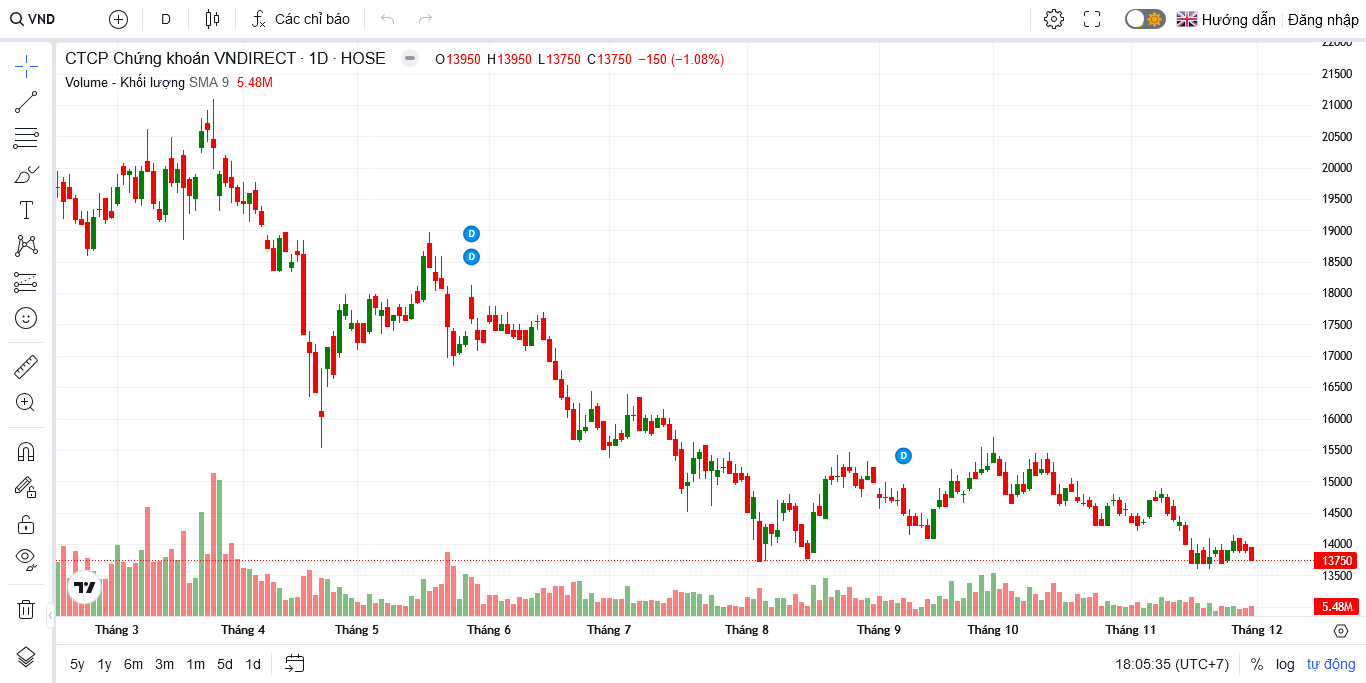 VND D Các chỉ báo Hướng dẫn Đăng nhập
CTCP Chứng khoán VNDIRECT · 1D · HOSE O13950 H13950 L13750 C13750 −150 (−1.08%)
Volume - Khối lượng SMA 9 5.48M
22000
21500
21000
20500
20000
19500
19000
18500
18000
17500
17000
16500
16000
15500
15000
14500
14000
13750
13500
5.48M
D
D
D
Tháng 3 Tháng 4 Tháng 5 Tháng 6 Tháng 7 Tháng 8 Tháng 9 Tháng 10 Tháng 11 Tháng 12
5y 1y 6m 3m 1m 5d 1d 18:05:35 (UTC+7) % log tự động